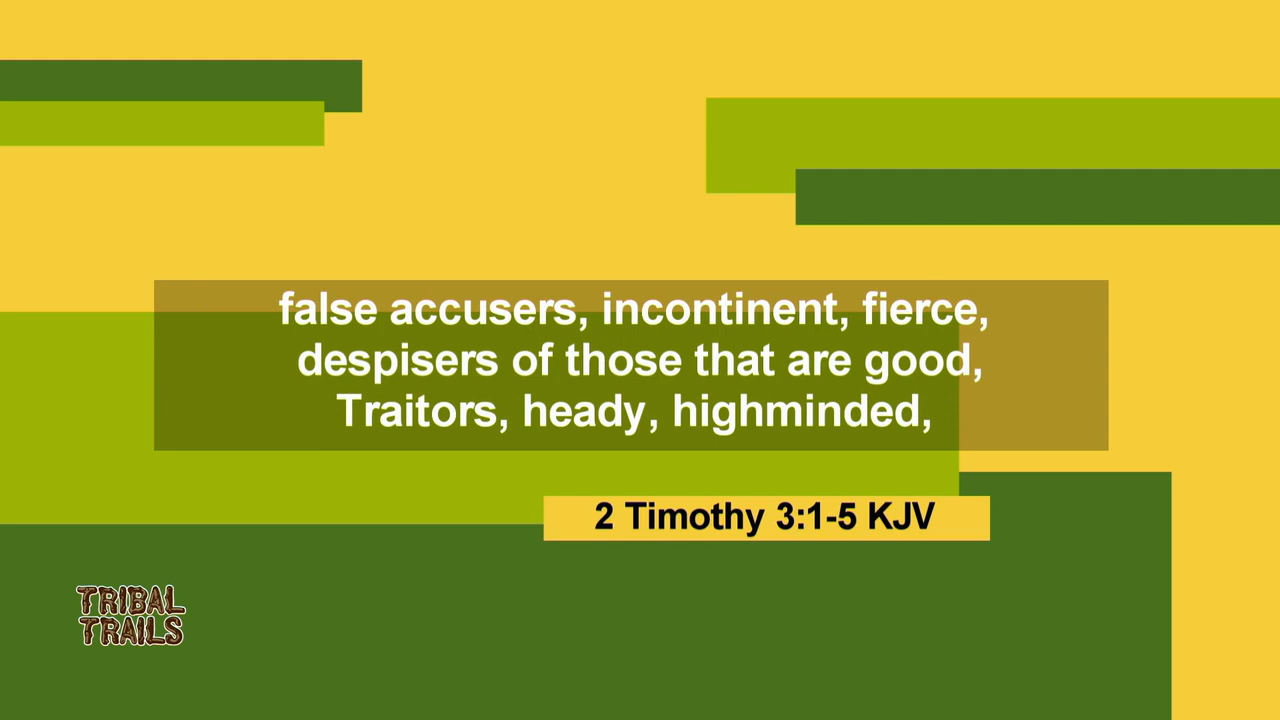 false accusers, incontinent, fierce,
despisers of those that are good,
Traitors, heady, highminded,
2 Timothy 3:1-5 KJV
TRIBAL
TRAILS